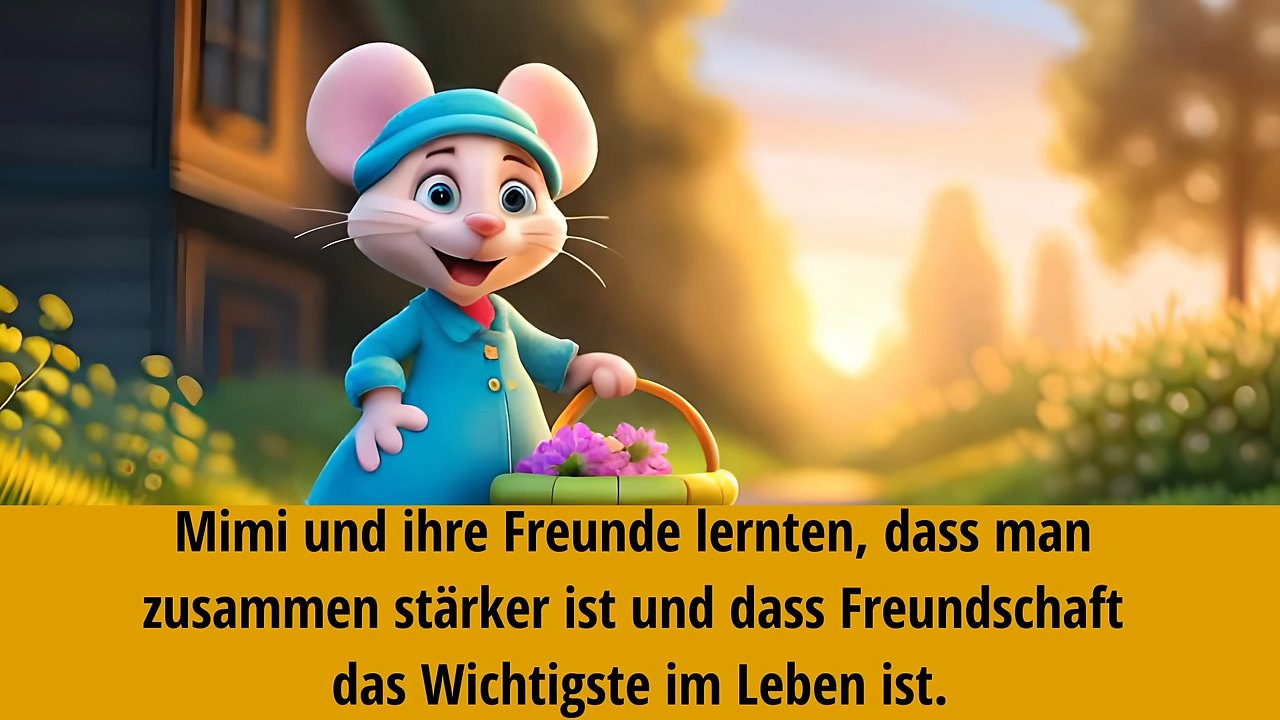 Mimi und ihre Freunde lernten, dass man
zusammen stärker ist und dass Freundschaft
das Wichtigste im Leben ist.